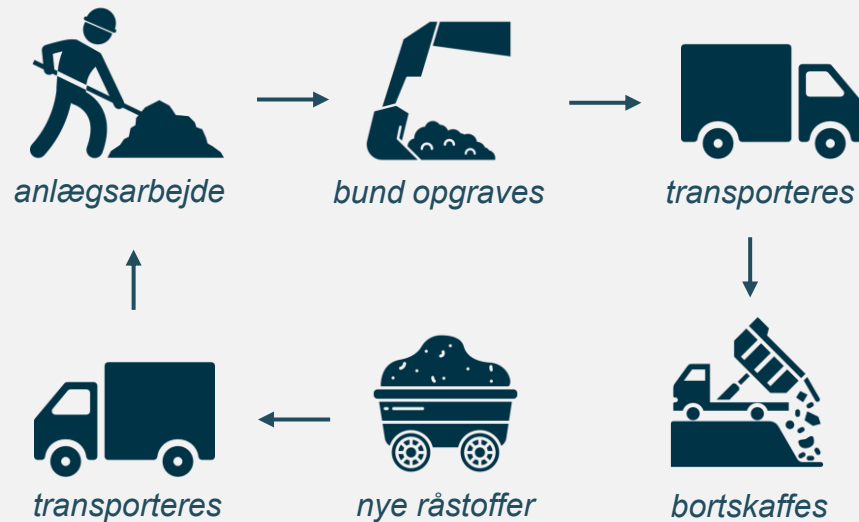 anlægsarbejde
bund opgraves
transporteres
transporteres
nye råstoffer
bortskaffes